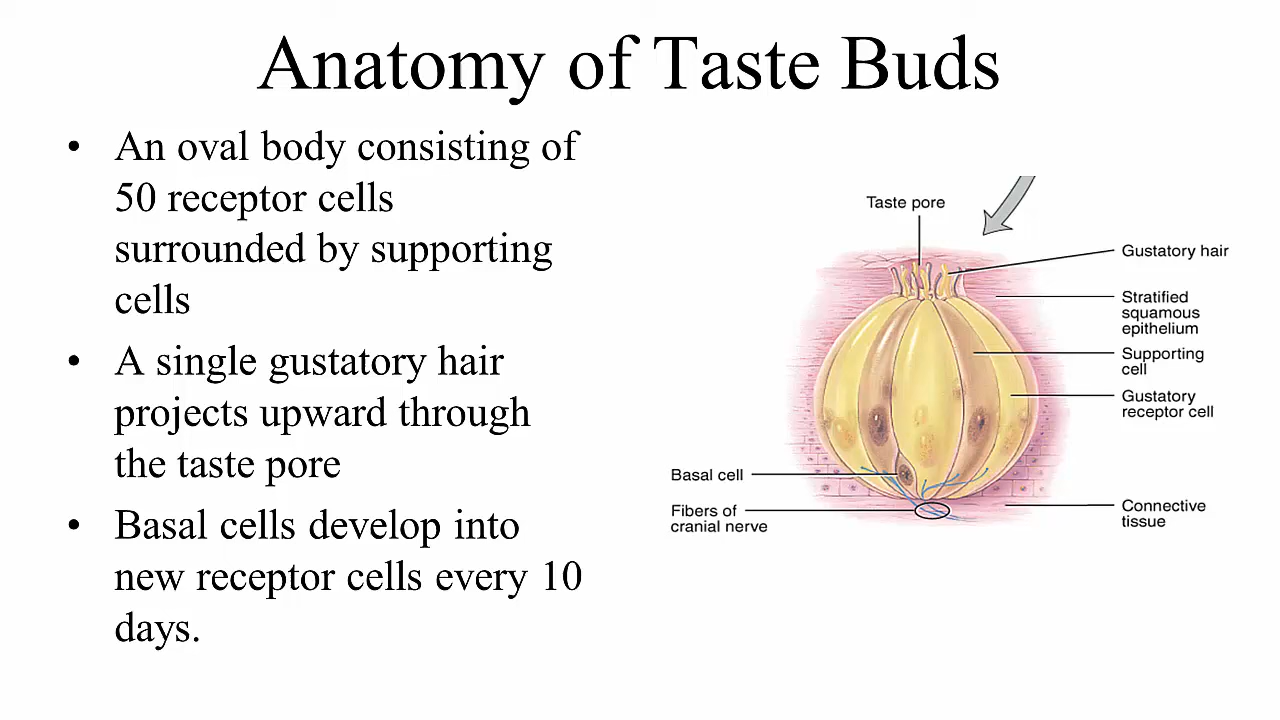 Anatomy of Taste Buds
• An oval body consisting of
50 receptor cells
surrounded by supporting
cells
• A single gustatory hair
projects upward through
the taste pore
• Basal cells develop into
new receptor cells every 10
days.
Taste pore
Gustatory hair
Stratified
squamous
epithelium
Supporting
cell
Gustatory
receptor cell
Basal cell
Fibers of
cranial nerve
Connective
tissue